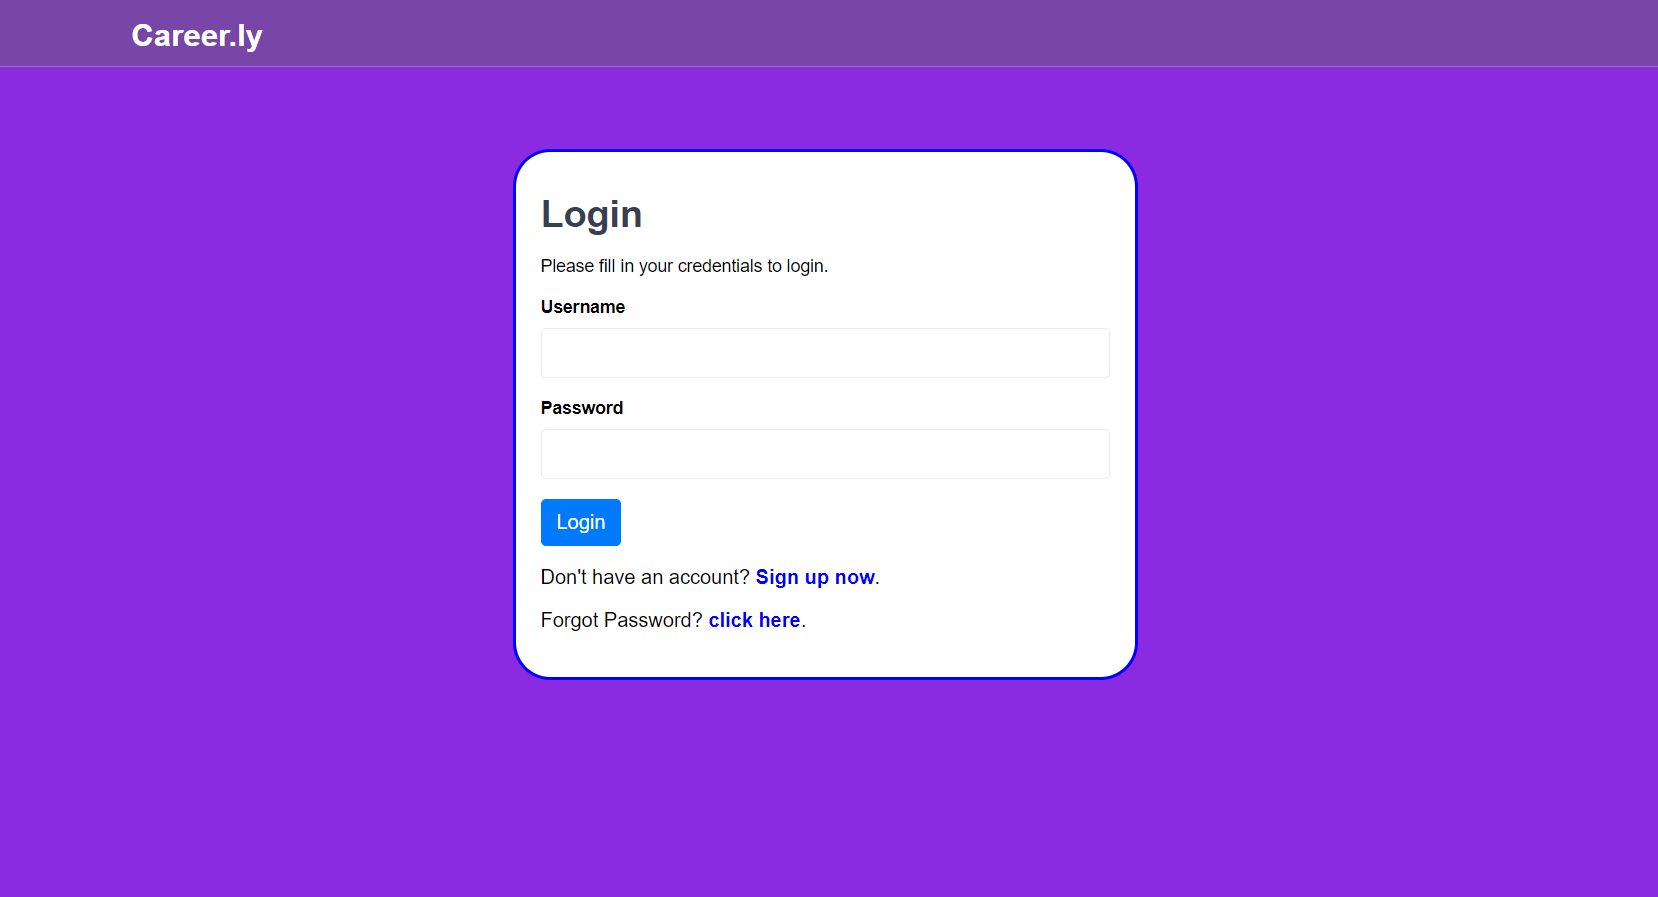 Career.ly
Login
Please fill in your credentials to login.
Username
Password
Login
Don't have an account? Sign up now.
Forgot Password? click here.